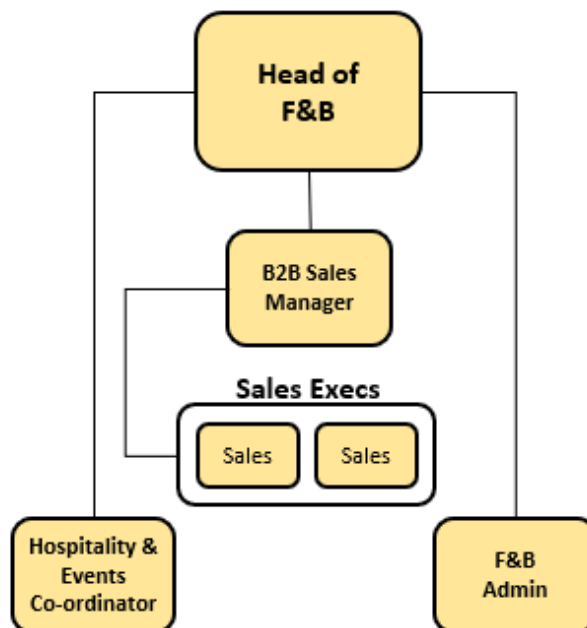 Head of
F&B
B2B Sales
Manager
Sales Execs
Sales
Sales
Hospitality &
Events
Co-ordinator
F&B
Admin